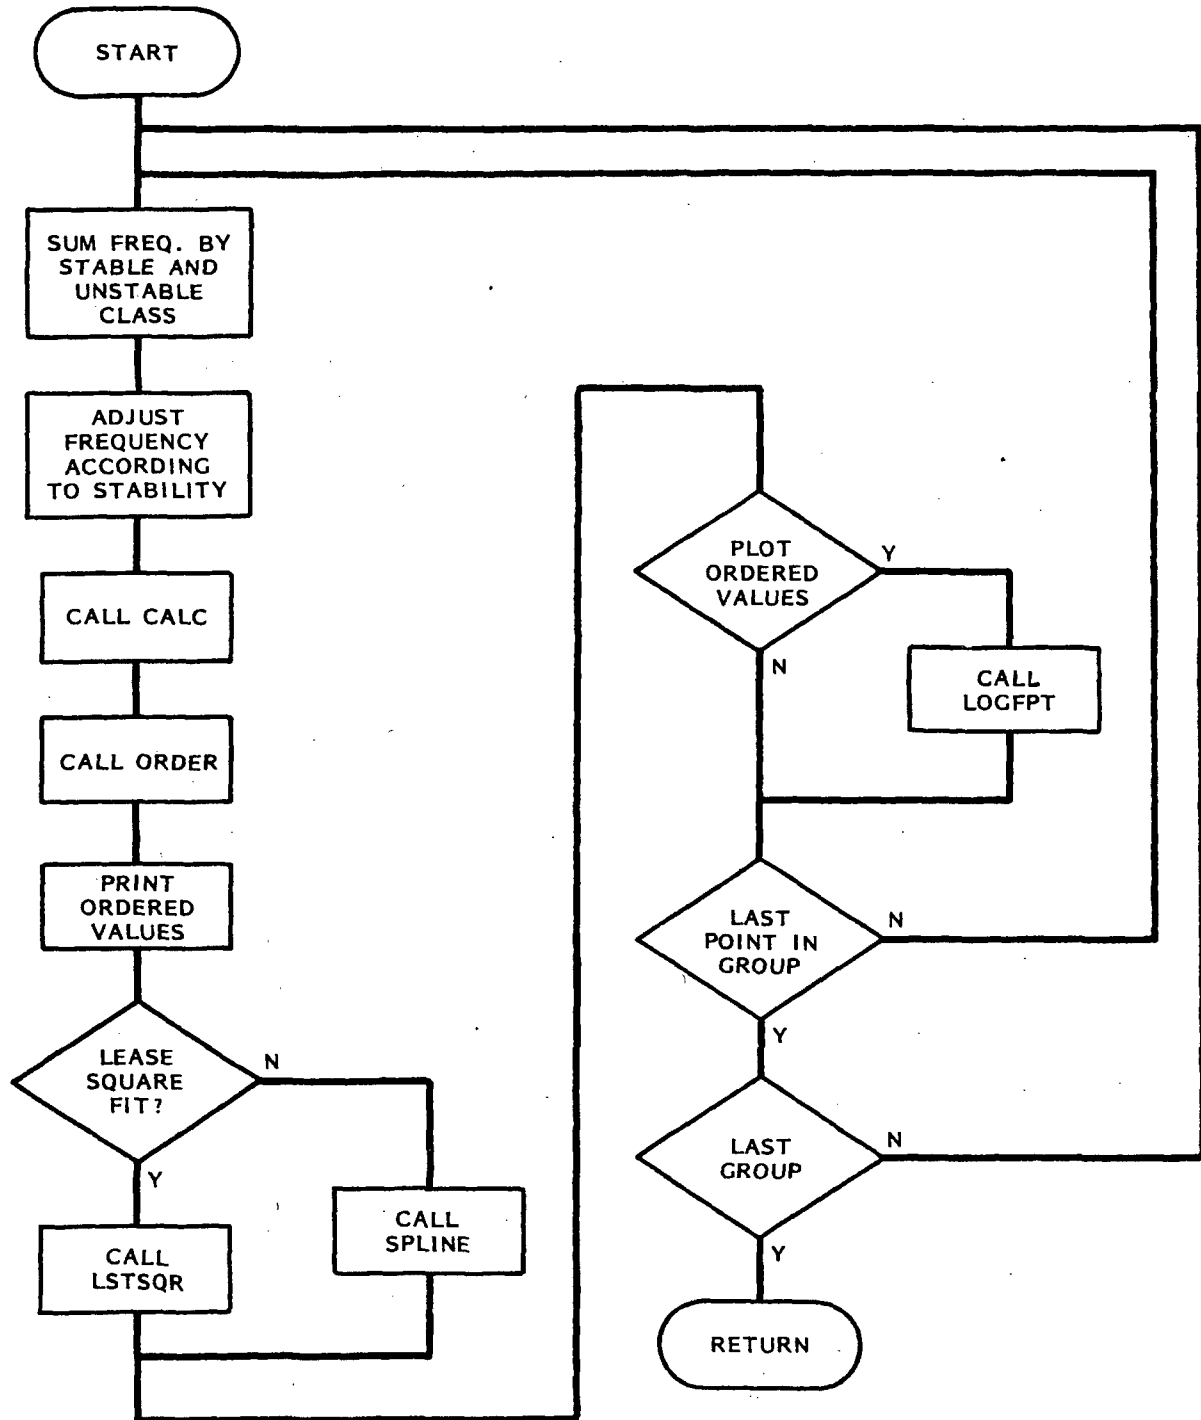 START
SUM FREQ. BY
STABLE AND
UNSTABLE
CLASS
ADJUST
FREQUENCY
ACCORDING
TO STABILITY
CALL CALC
CALL ORDER
PRINT
ORDERED
VALUES
LEASE
SQUARE
FIT?
N
Y
CALL
SPLINE
CALL
LSTSQR
PLOT
ORDERED
VALUES
Y
N
CALL
LOGFPT
LAST
POINT IN
GROUP
N
Y
LAST
GROUP
N
Y
RETURN